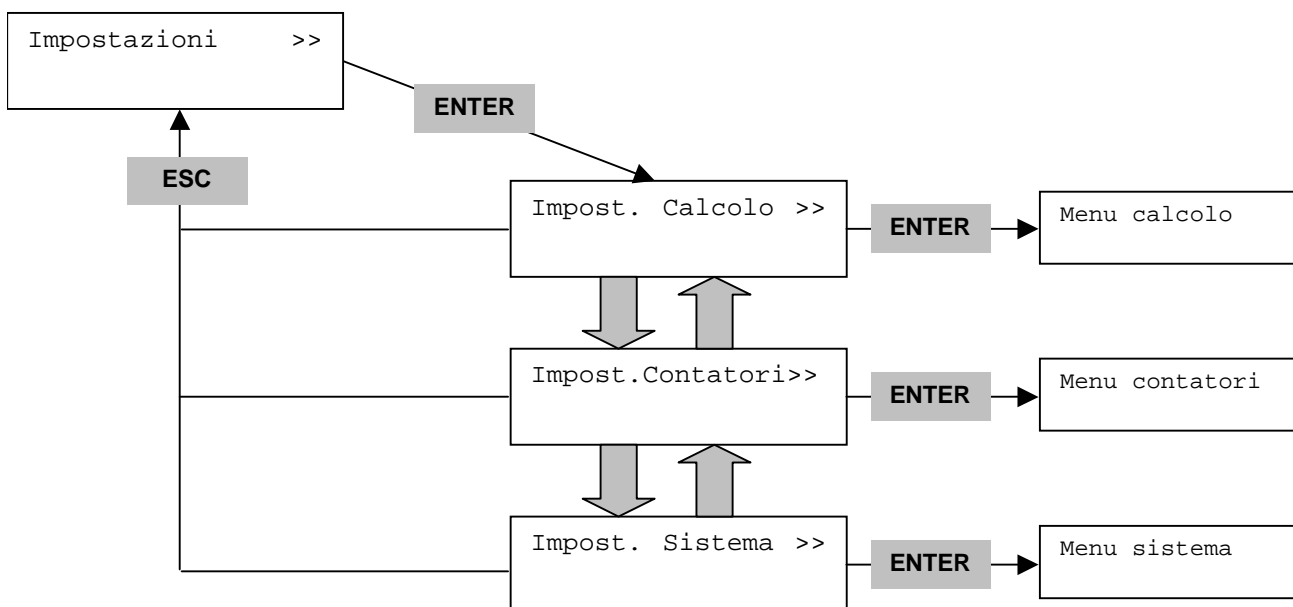 Impostazioni >>
ENTER
ESC
Impost. Calcolo >>
ENTER
Menu calcolo
Impost.Contatori>>
ENTER
Menu contatori
Impost. Sistema >>
ENTER
Menu sistema